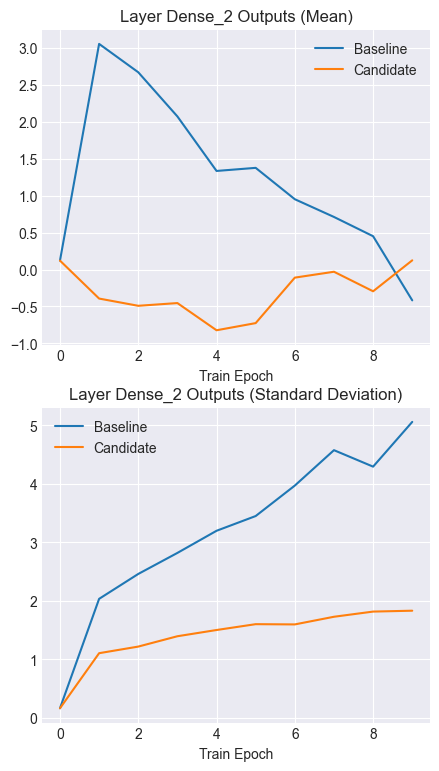 Layer Dense_2 Outputs (Mean)
Baseline
Candidate
3.0
2.5
2.0
1.5
1.0
0.5
0.0
−0.5
−1.0
0 2 4 6 8
Train Epoch
Layer Dense_2 Outputs (Standard Deviation)
Baseline
Candidate
5
4
3
2
1
0
0 2 4 6 8
Train Epoch